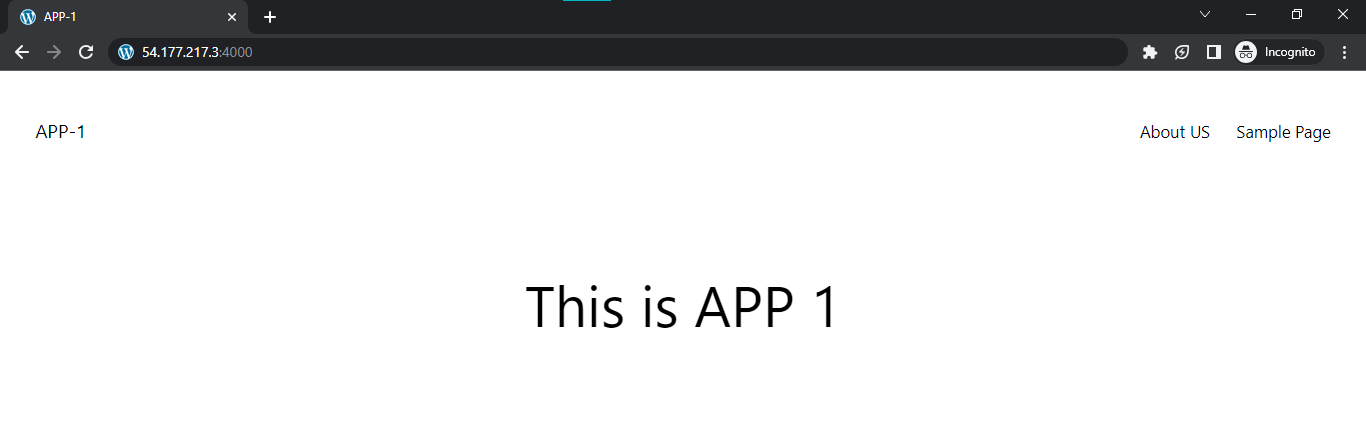 APP-1
54.177.217.3:4000
Incognito
APP-1
About US
Sample Page
This is APP 1